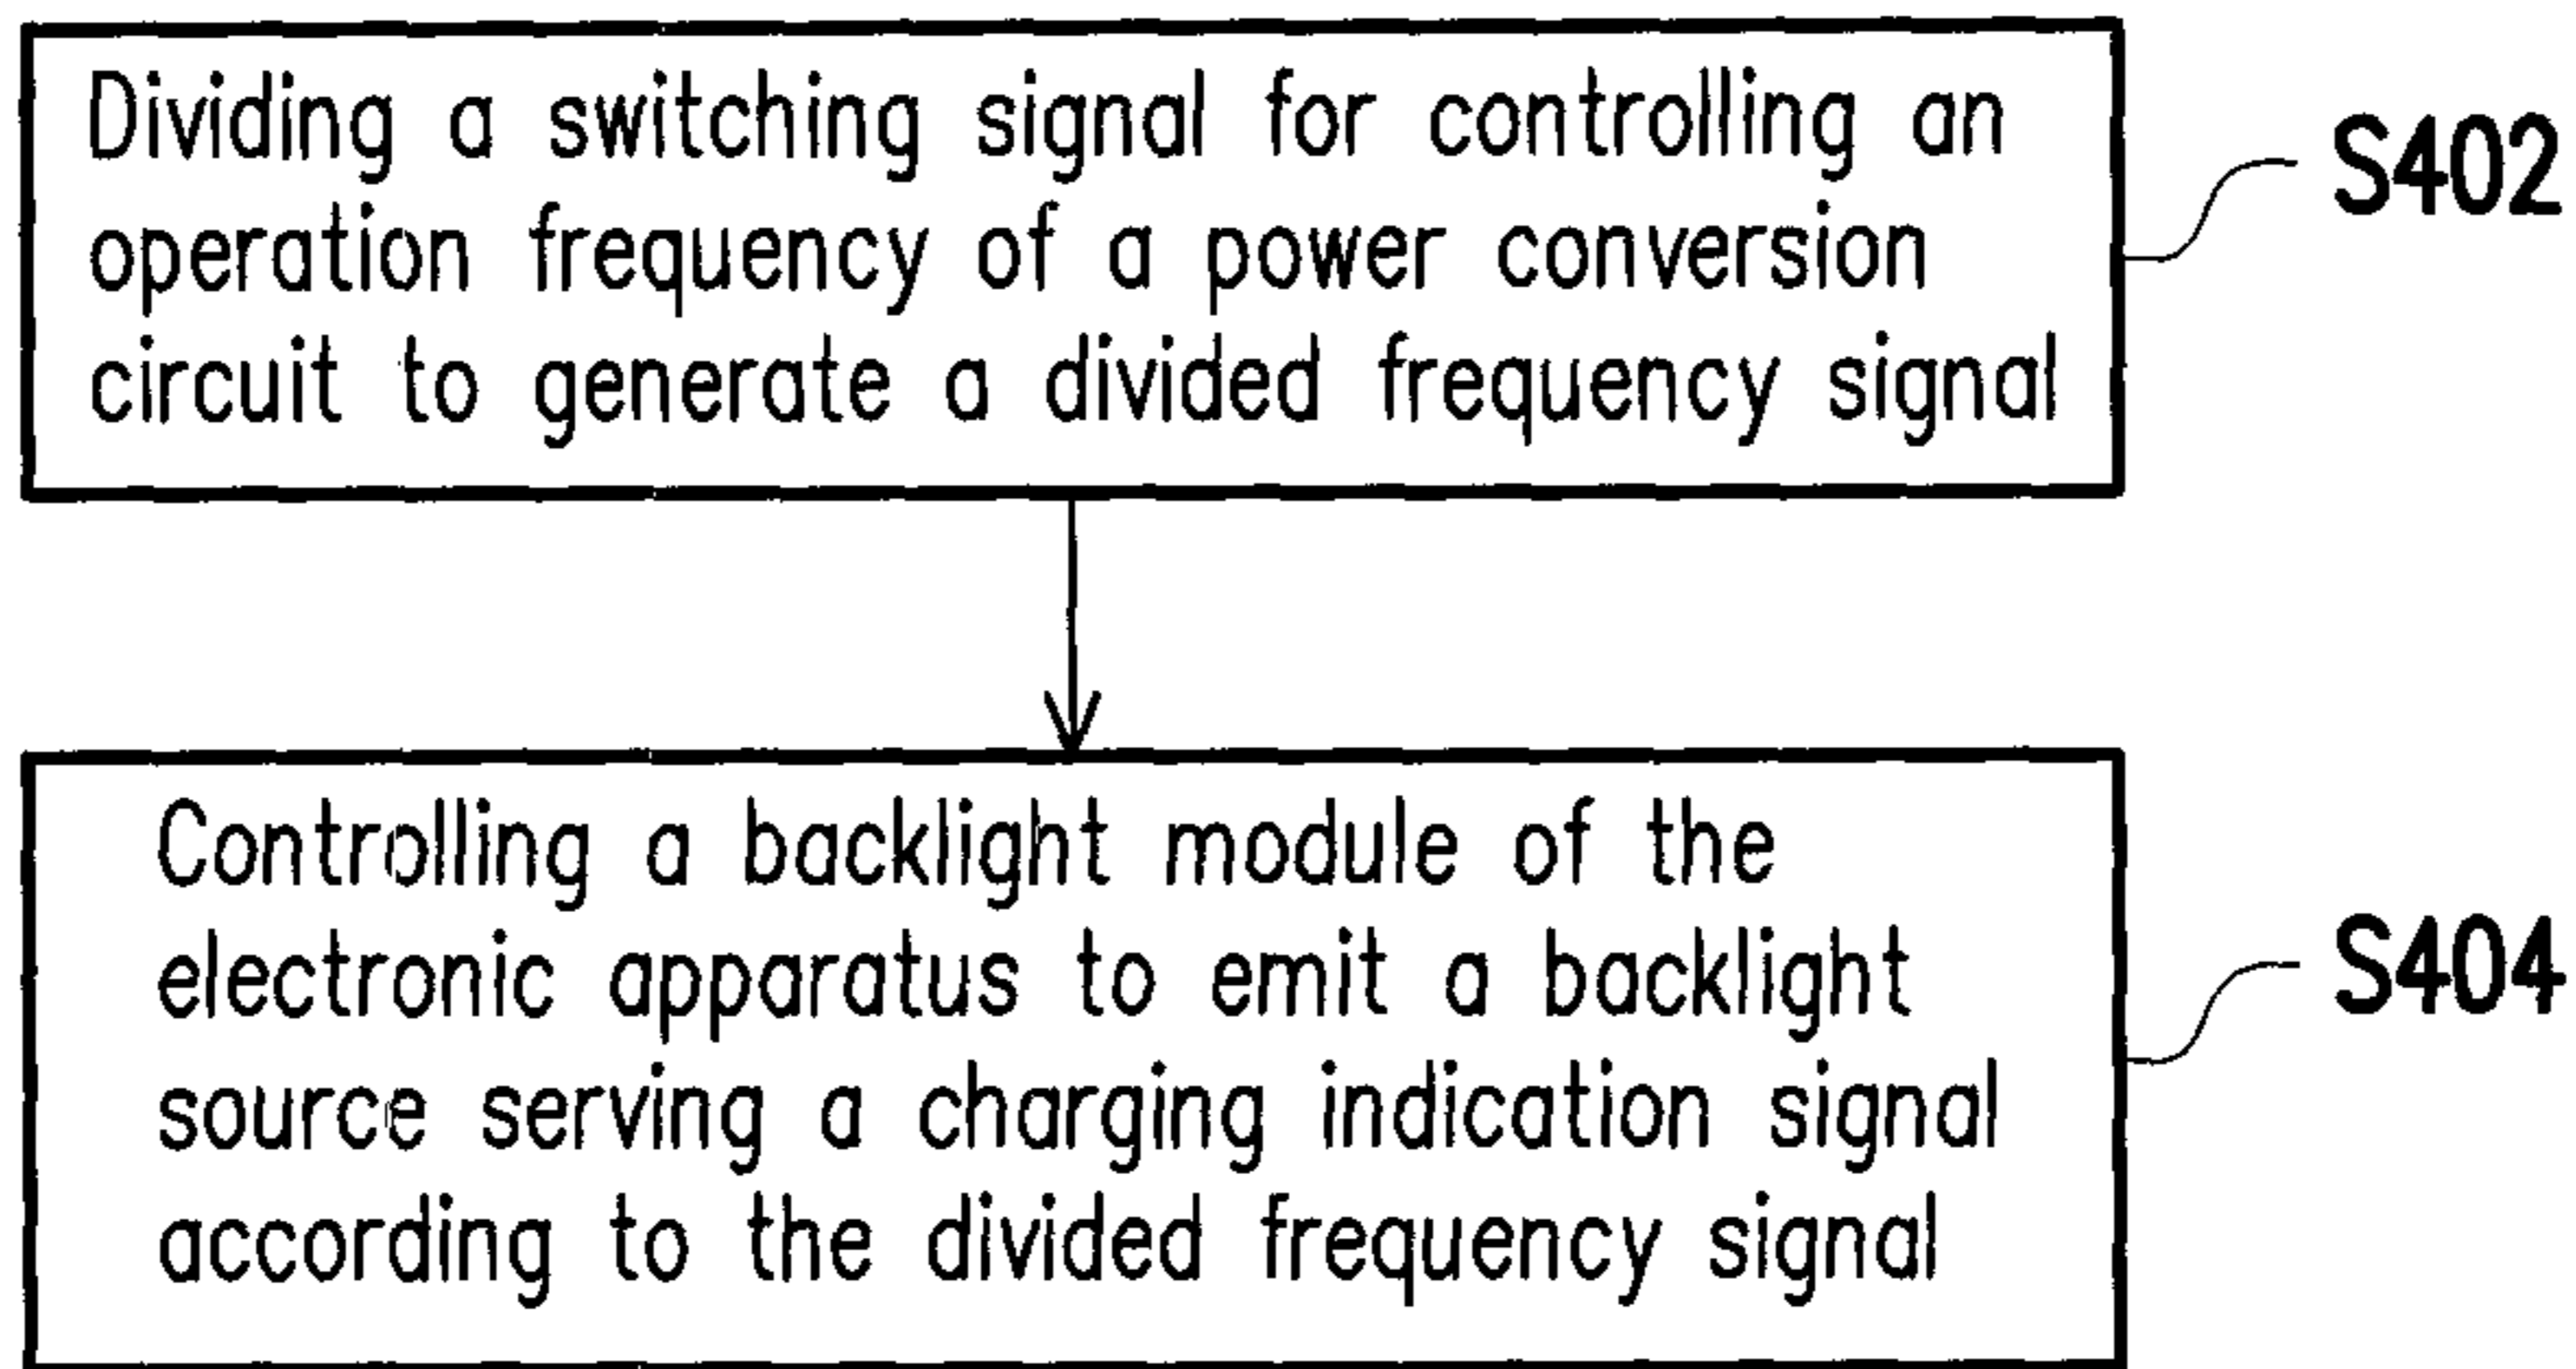 Dividing a switching signal for controlling an
operation frequency of a power conversion
circuit to generate a divided frequency signal
S402
Controlling a backlight module of the
electronic apparatus to emit a backlight
source serving a charging indication signal
according to the divided frequency signal
S404